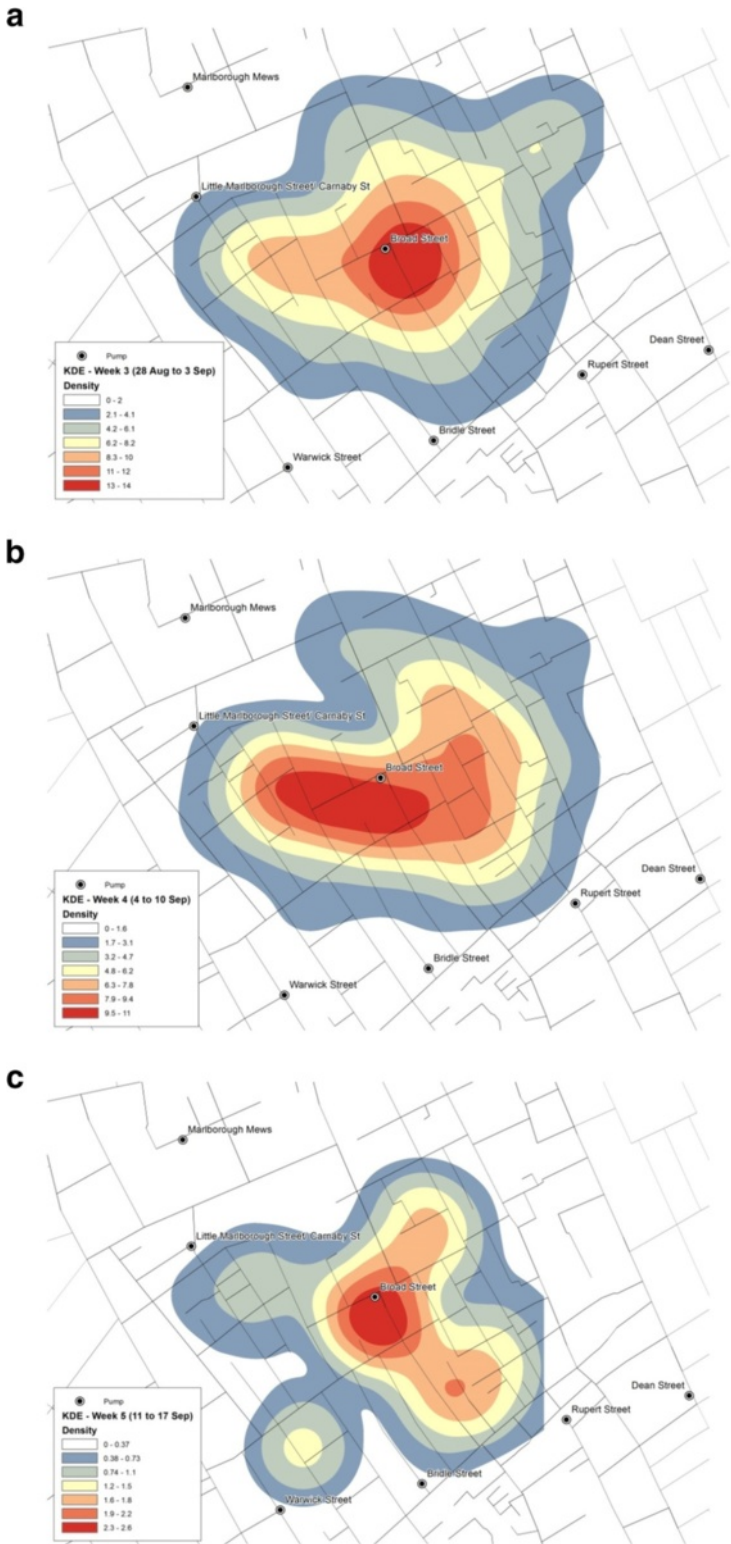 a
Marlborough Mews
Little Marlborough Street, Carnaby St
Broad Street
Dean Street
Rupert Street
Bridle Street
Warwick Street
Pump
KDE - Week 3 (28 Aug to 3 Sep)
Density
0 - 2
2.1 - 4.1
4.2 - 6.1
6.2 - 8.2
8.3 - 10
11 - 12
13 - 14
b
Marlborough Mews
Little Marlborough Street, Carnaby St
Broad Street
Dean Street
Rupert Street
Bridle Street
Warwick Street
Pump
KDE - Week 4 (4 to 10 Sep)
Density
0 - 1.6
1.7 - 3.1
3.2 - 4.7
4.8 - 6.2
6.3 - 7.8
7.9 - 9.4
9.5 - 11
c
Marlborough Mews
Little Marlborough Street, Carnaby St
Broad Street
Dean Street
Rupert Street
Bridle Street
Warwick Street
Pump
KDE - Week 5 (11 to 17 Sep)
Density
0 - 0.37
0.38 - 0.73
0.74 - 1.1
1.2 - 1.5
1.6 - 1.8
1.9 - 2.2
2.3 - 2.6